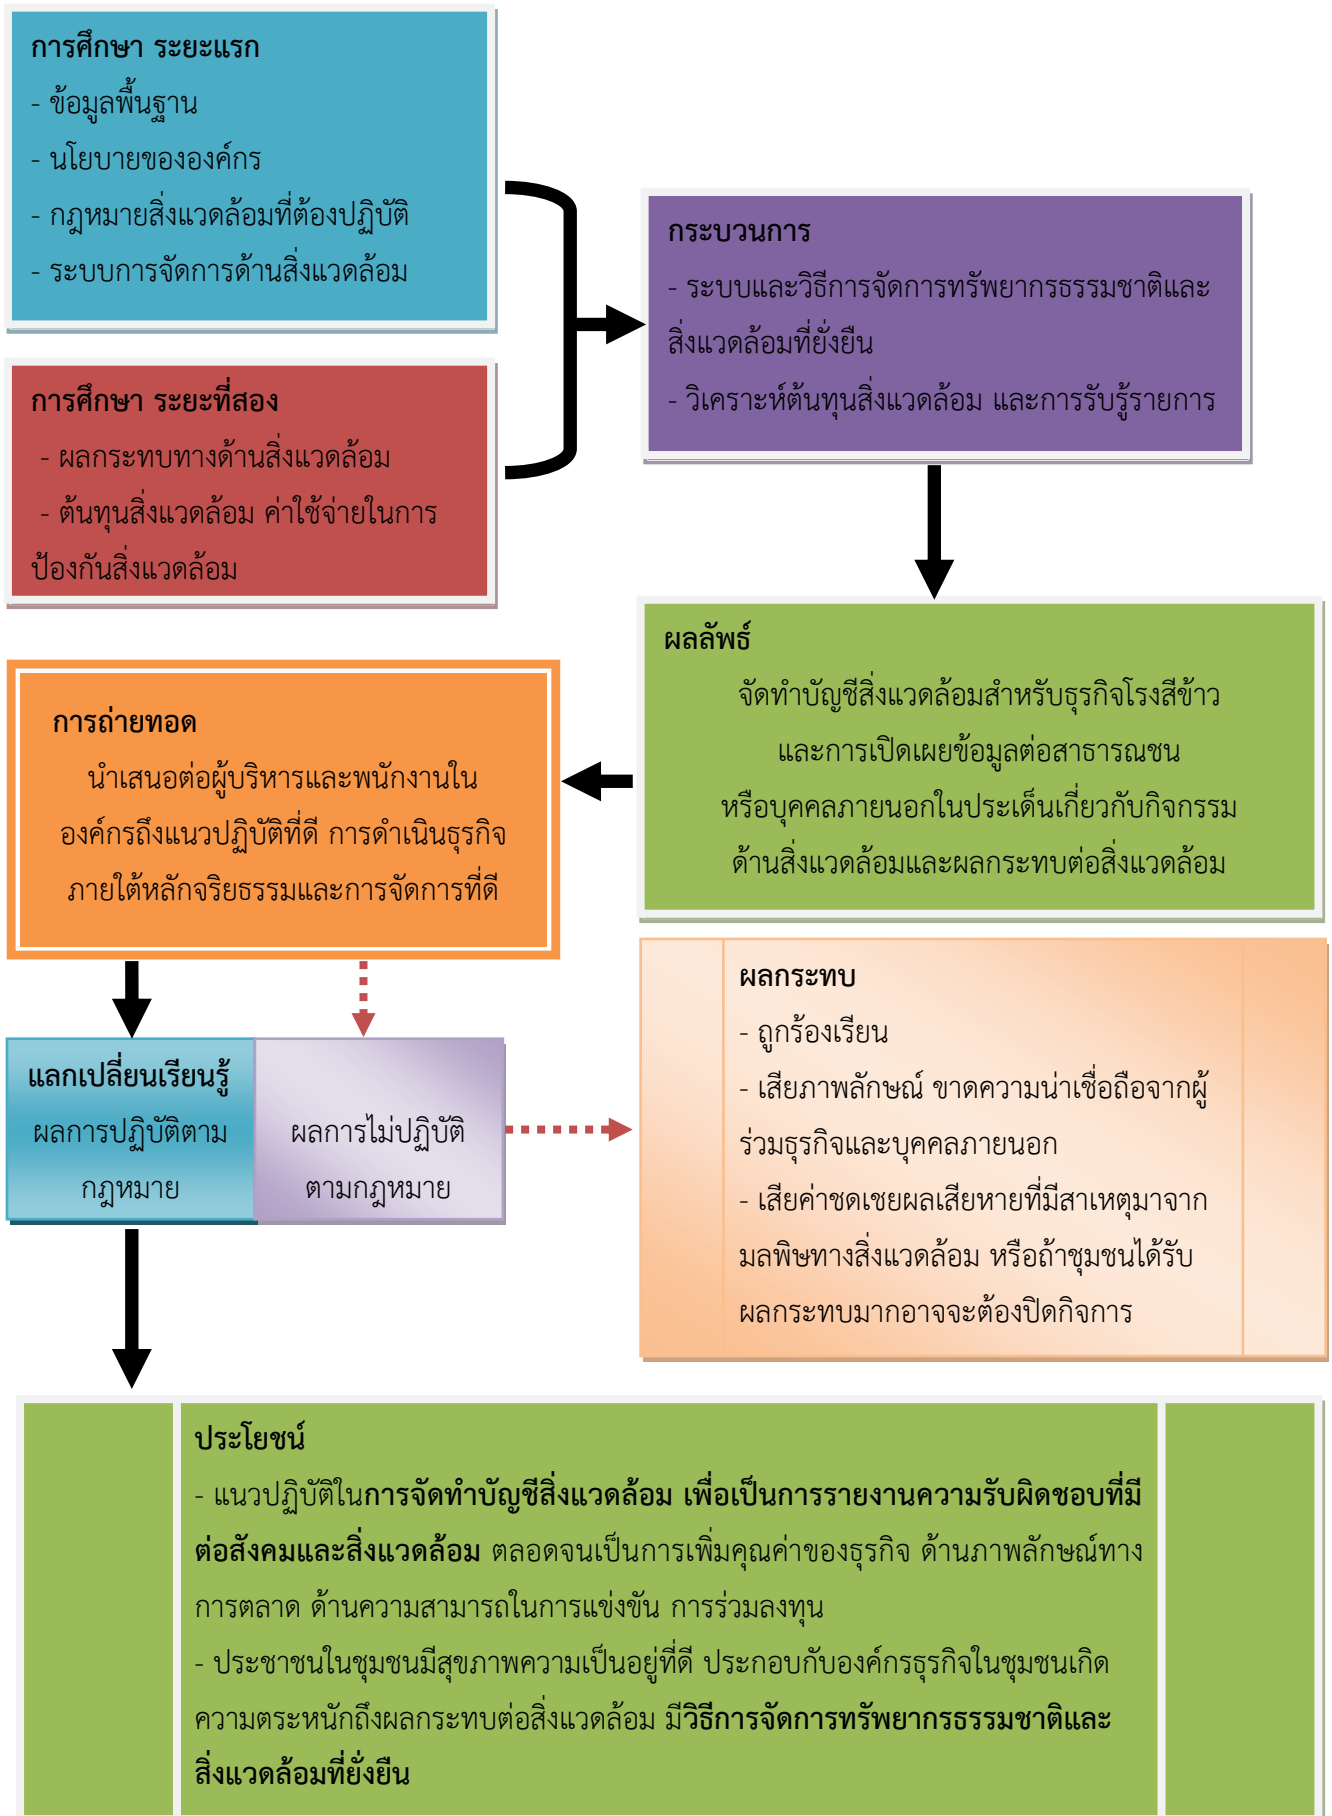 การศึกษา ระยะแรก
- ข้อมูลพื้นฐาน
- นโยบายขององค์กร
- กฎหมายสิ่งแวดล้อมที่ต้องปฏิบัติ
- ระบบการจัดการด้านสิ่งแวดล้อม
การศึกษา ระยะที่สอง
- ผลกระทบทางด้านสิ่งแวดล้อม
- ต้นทุนสิ่งแวดล้อม ค่าใช้จ่ายในการ
ป้องกันสิ่งแวดล้อม
กระบวนการ
- ระบบและวิธีการจัดการทรัพยากรธรรมชาติและ
สิ่งแวดล้อมที่ยั่งยืน
- วิเคราะห์ต้นทุนสิ่งแวดล้อม และการรับรู้รายการ
ผลลัพธ์
จัดทำบัญชีสิ่งแวดล้อมสำหรับธุรกิจโรงสีข้าว
และการเปิดเผยข้อมูลต่อสาธารณชน
หรือบุคคลภายนอกในประเด็นเกี่ยวกับกิจกรรม
ด้านสิ่งแวดล้อมและผลกระทบต่อสิ่งแวดล้อม
การถ่ายทอด
นำเสนอต่อผู้บริหารและพนักงานใน
องค์กรถึงแนวปฏิบัติที่ดี การดำเนินธุรกิจ
ภายใต้หลักจริยธรรมและการจัดการที่ดี
แลกเปลี่ยนเรียนรู้
ผลการปฏิบัติตาม
กฎหมาย
ผลการไม่ปฏิบัติ
ตามกฎหมาย
ผลกระทบ
- ถูกร้องเรียน
- เสียภาพลักษณ์ ขาดความน่าเชื่อถือจากผู้
ร่วมธุรกิจและบุคคลภายนอก
- เสียค่าชดเชยผลเสียหายที่มีสาเหตุมาจาก
มลพิษทางสิ่งแวดล้อม หรือถ้าชุมชนได้รับ
ผลกระทบมากอาจจะต้องปิดกิจการ
ประโยชน์
- แนวปฏิบัติในการจัดทำบัญชีสิ่งแวดล้อม เพื่อเป็นการรายงานความรับผิดชอบที่มี
ต่อสังคมและสิ่งแวดล้อม ตลอดจนเป็นการเพิ่มคุณค่าของธุรกิจ ด้านภาพลักษณ์ทาง
การตลาด ด้านความสามารถในการแข่งขัน การร่วมลงทุน
- ประชาชนในชุมชนมีสุขภาพความเป็นอยู่ที่ดี ประกอบกับองค์กรธุรกิจในชุมชนเกิด
ความตระหนักถึงผลกระทบต่อสิ่งแวดล้อม มีวิธีการจัดการทรัพยากรธรรมชาติและ
สิ่งแวดล้อมที่ยั่งยืน